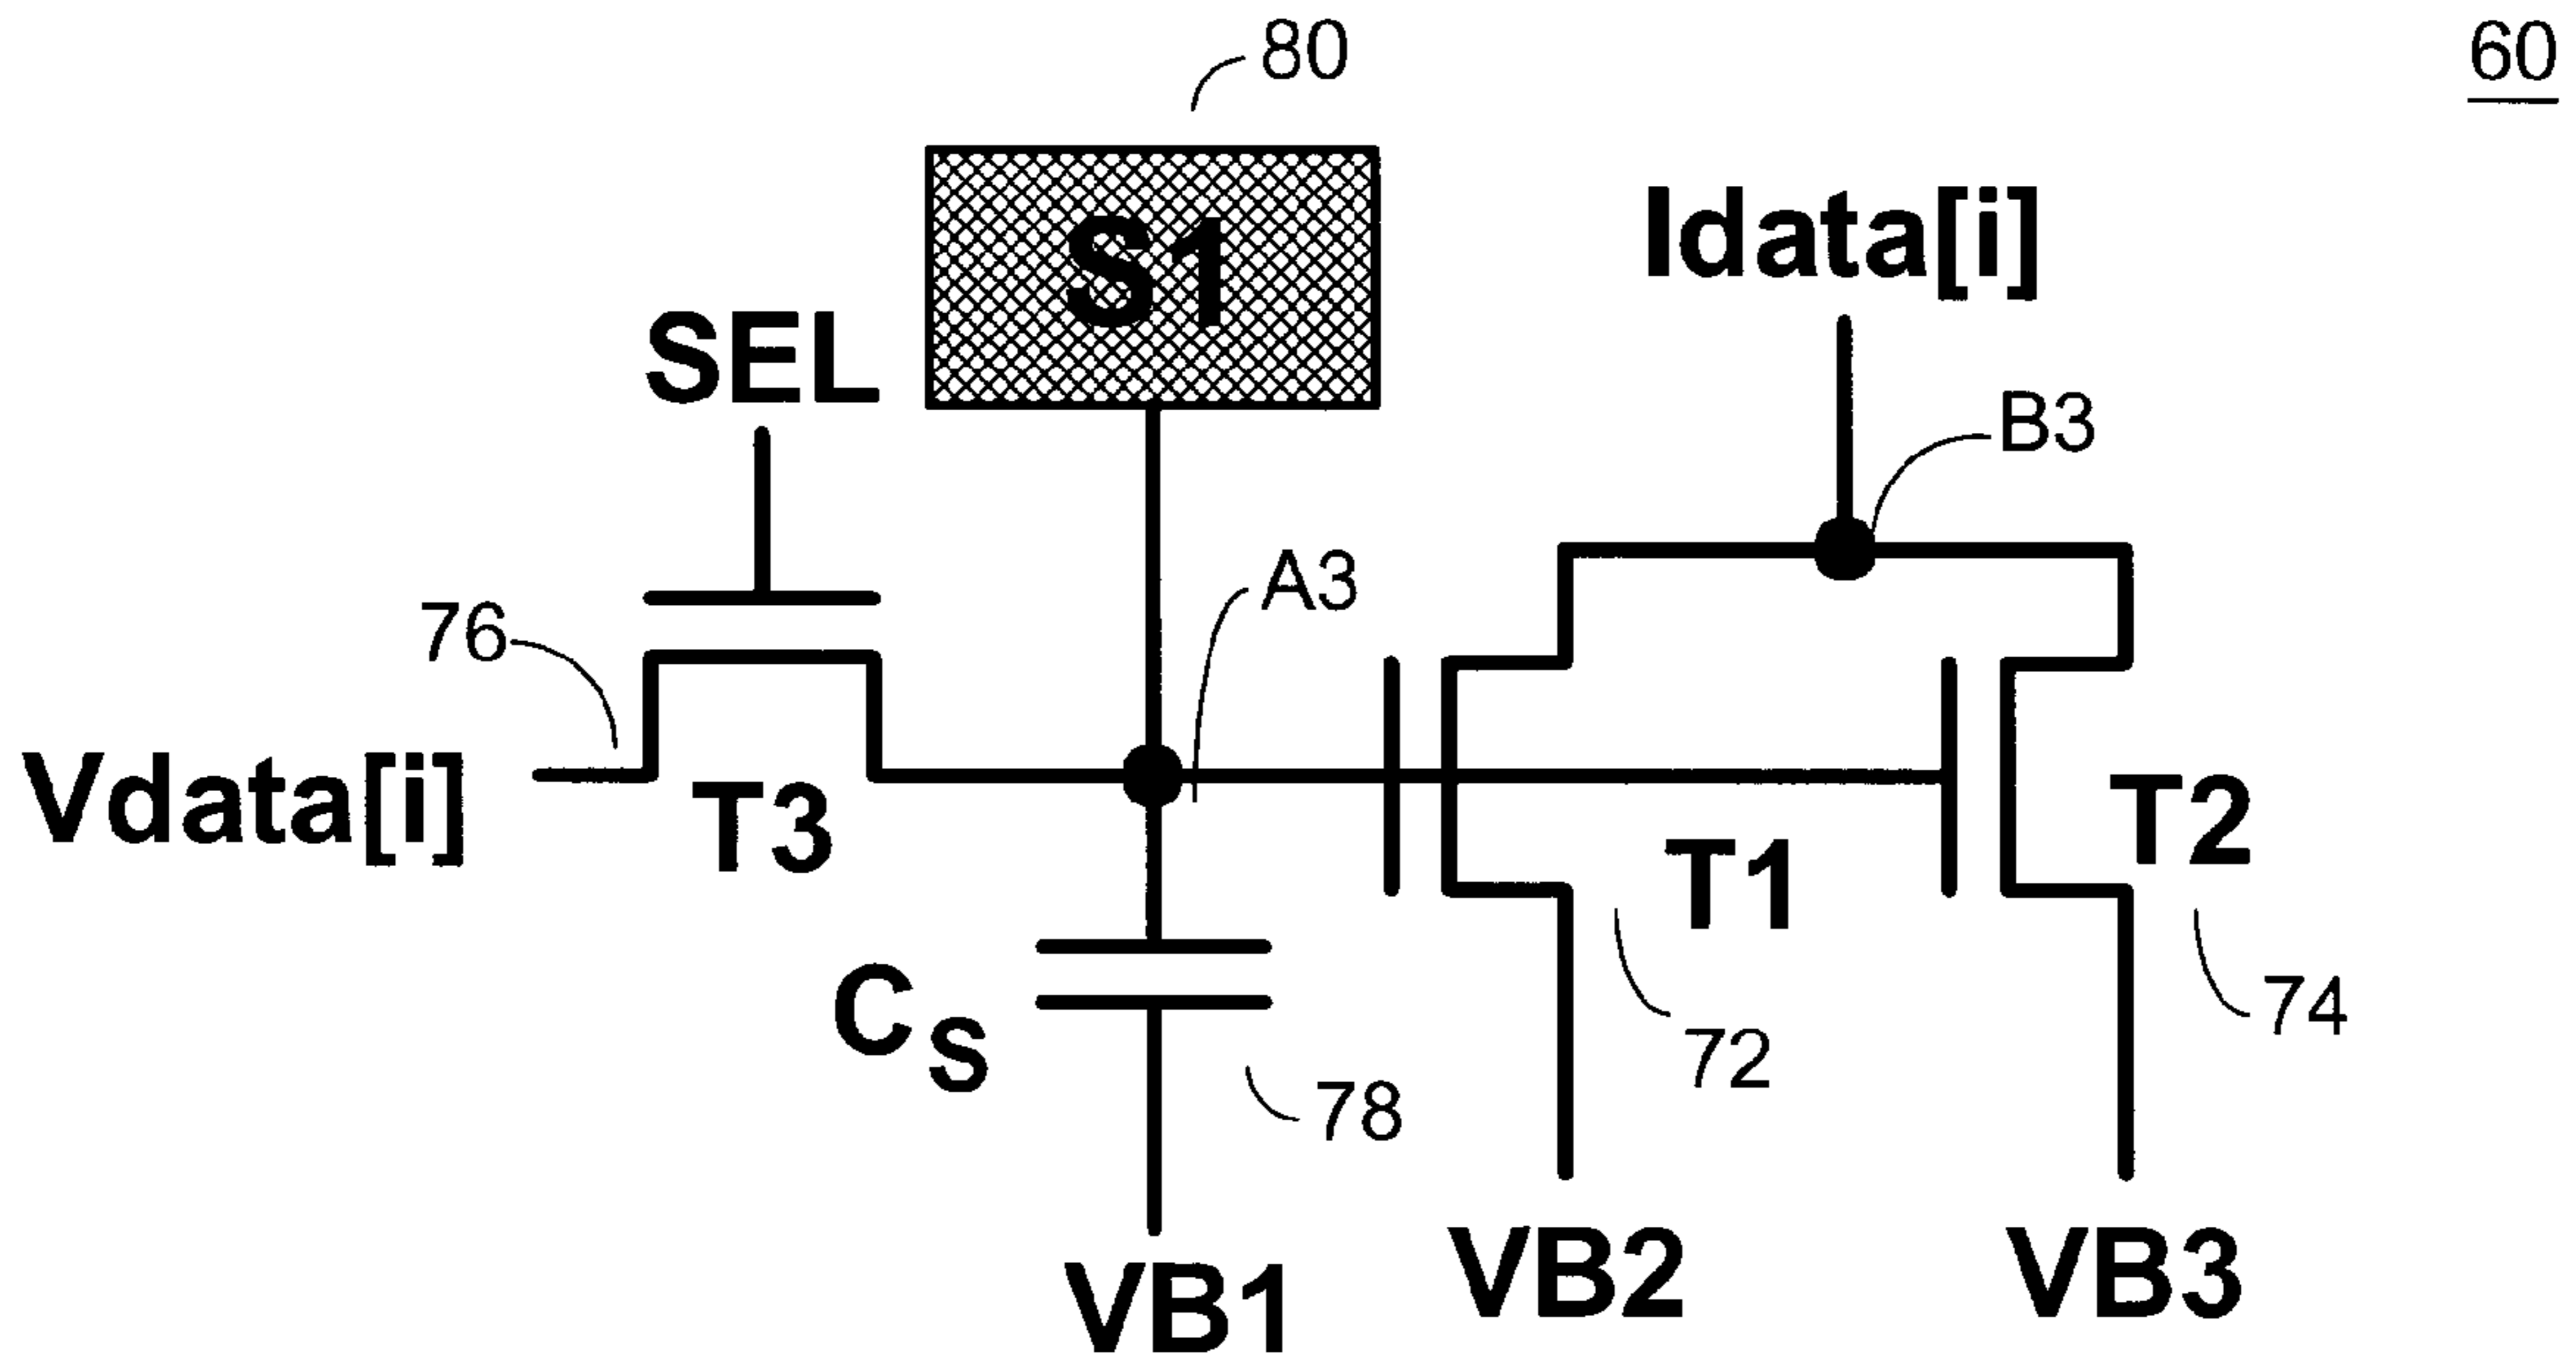 80
60
S1
Idata[i]
SEL
B3
A3
76
Vdata[i]
T3
T1
T2
CS
78
72
74
VB1
VB2
VB3